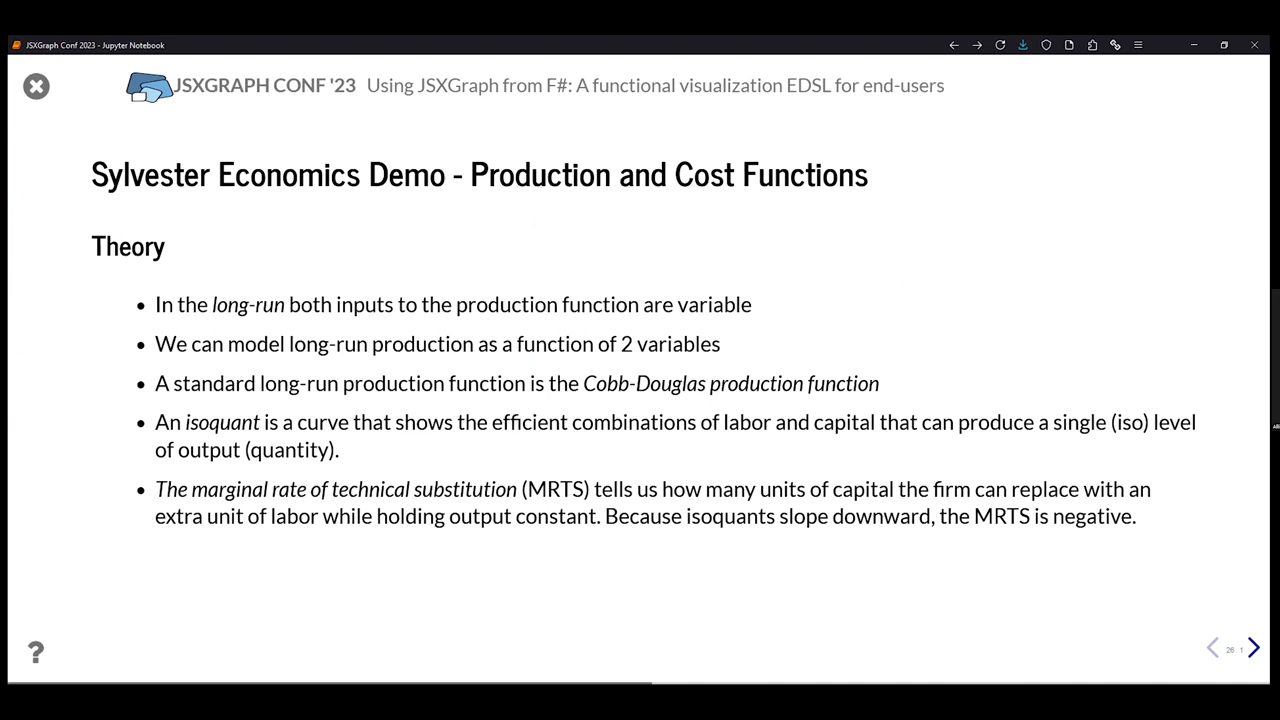 JSXGraph Conf 2023 - Jupyter Notebook
JSXGRAPH CONF '23 Using JSXGraph from F#: A functional visualization EDSL for end-users
Sylvester Economics Demo - Production and Cost Functions
Theory
• In the long-run both inputs to the production function are variable
• We can model long-run production as a function of 2 variables
• A standard long-run production function is the Cobb-Douglas production function
• An isoquant is a curve that shows the efficient combinations of labor and capital that can produce a single (iso) level
of output (quantity).
• The marginal rate of technical substitution (MRTS) tells us how many units of capital the firm can replace with an
extra unit of labor while holding output constant. Because isoquants slope downward, the MRTS is negative.
?
26.1